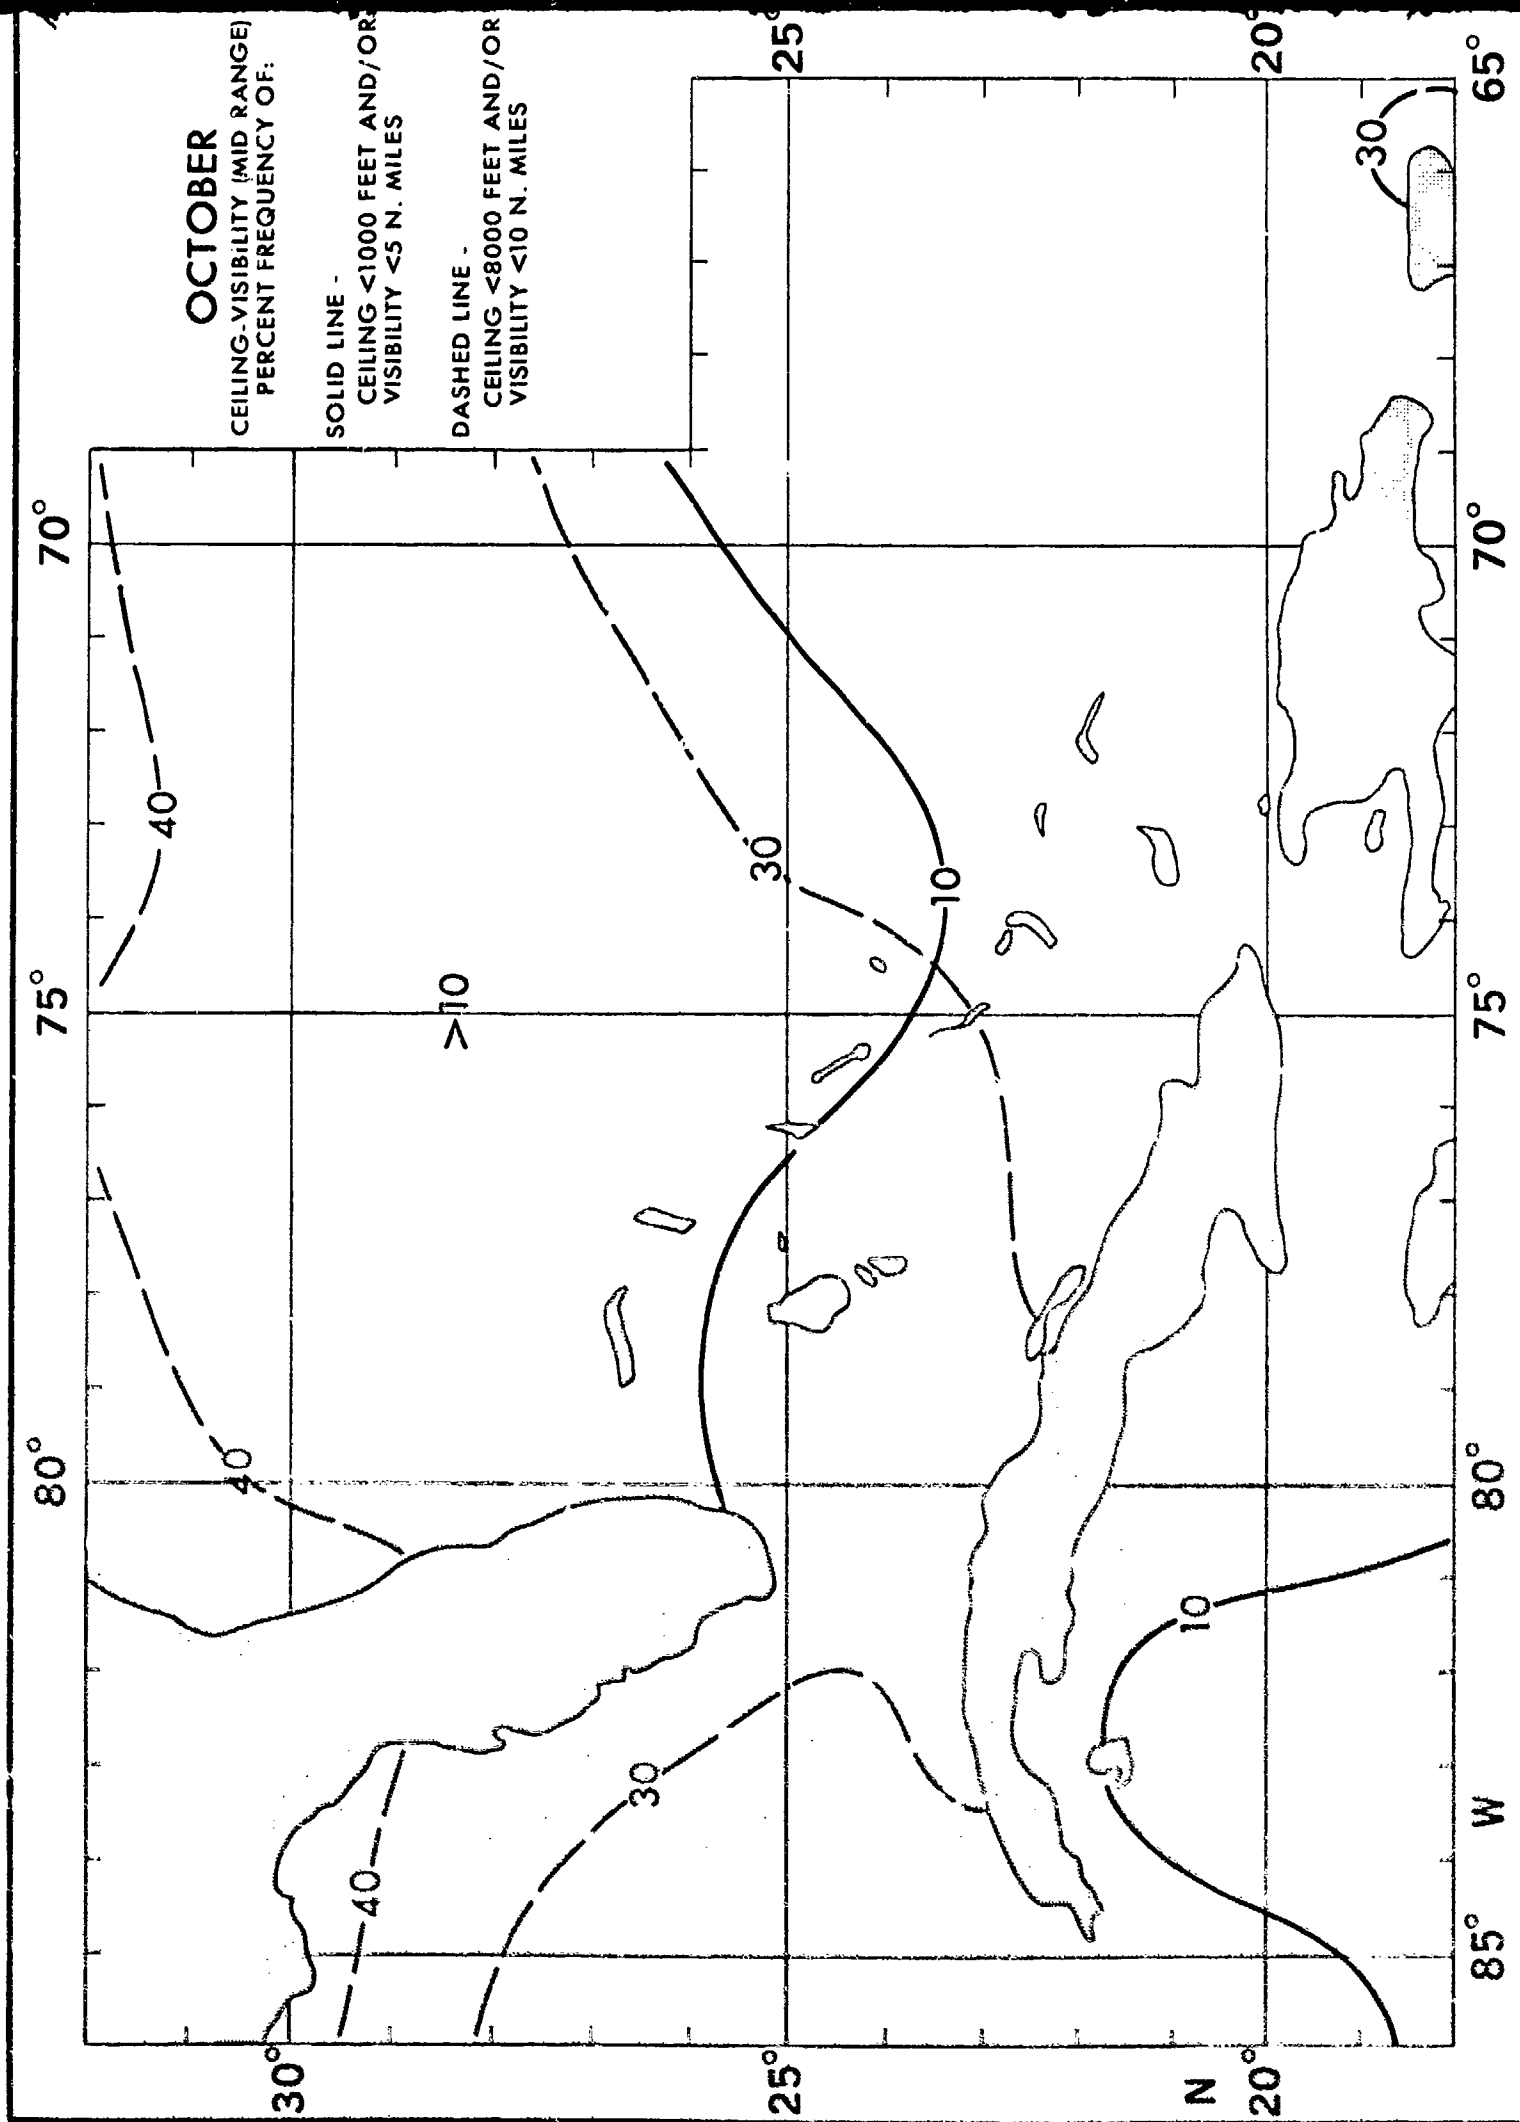 OCTOBER
CEILING-VISIBILITY (MID RANGE)
PERCENT FREQUENCY OF:
SOLID LINE -
CEILING <1000 FEET AND/OR
VISIBILITY <5 N. MILES
DASHED LINE -
CEILING <8000 FEET AND/OR
VISIBILITY <10 N. MILES
80°
75°
70°
40
40
30°
>10
40
30
30
25°
25°
10
N
10
20°
20°
30
W
85°
80°
75°
70°
65°